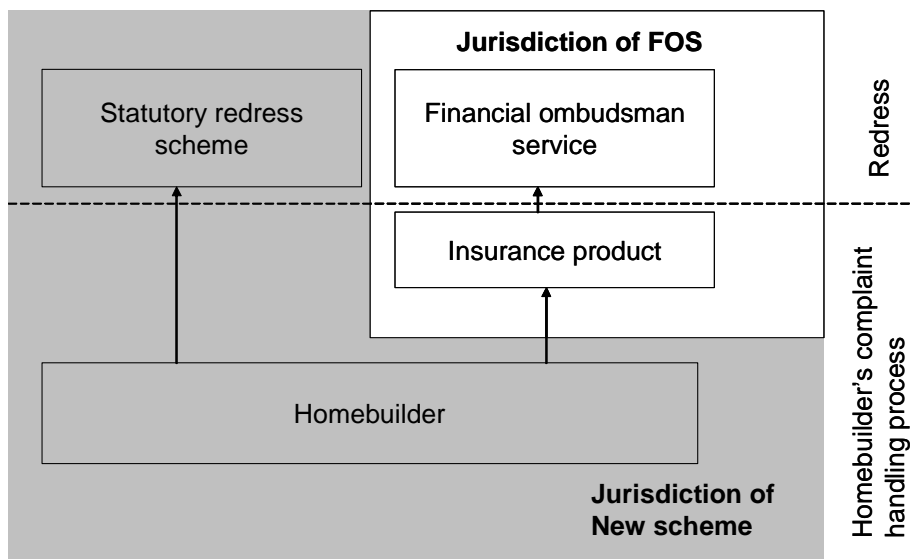 Jurisdiction of FOS
Statutory redress
scheme
Financial ombudsman
service
Redress
Insurance product
Homebuilder
Homebuilder's complaint
handling process
Jurisdiction of
New scheme